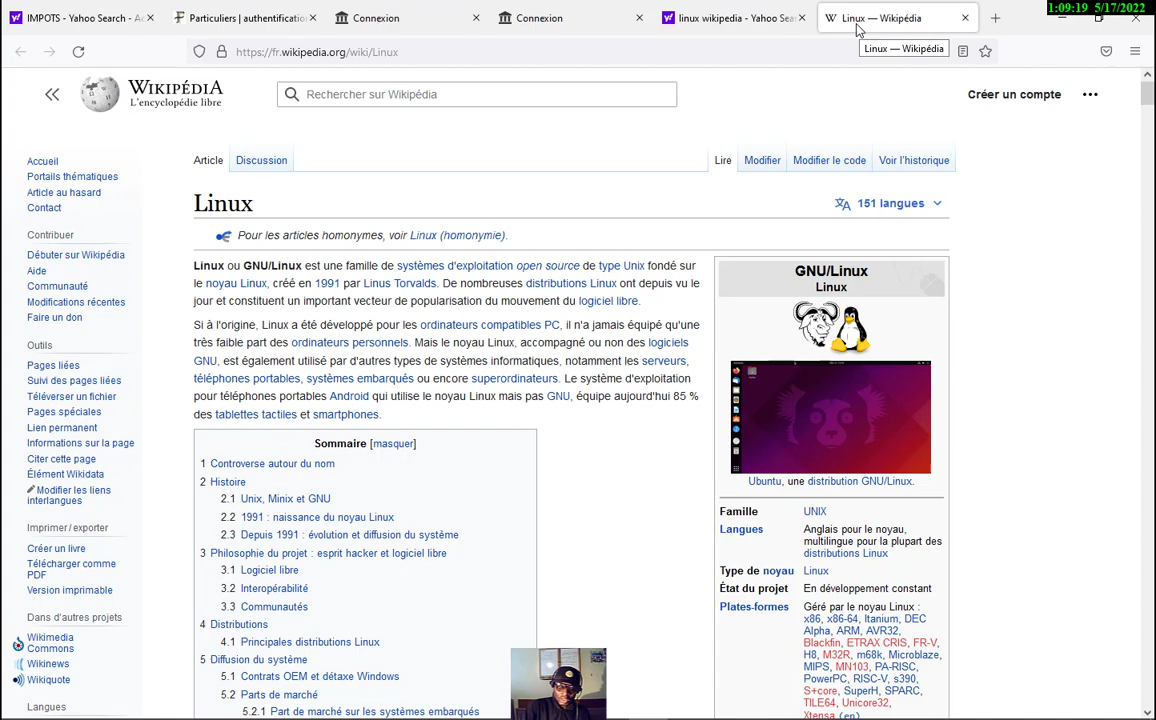 IMPOTS - Yahoo Search - Ac
Particuliers | authentification
Connexion
Connexion
linux wikipedia - Yahoo Sea
Linux — Wikipédia
1:09:19 5/17/2022
https://fr.wikipedia.org/wiki/Linux
Linux — Wikipédia
WIKIPÉDIA
L'encyclopédie libre
Rechercher sur Wikipédia
Créer un compte
Article
Discussion
Lire
Modifier
Modifier le code
Voir l'historique
Accueil
Portails thématiques
Article au hasard
Contact
Contribuer
Débuter sur Wikipédia
Aide
Communauté
Modifications récentes
Faire un don
Outils
Pages liées
Suivi des pages liées
Téléverser un fichier
Pages spéciales
Lien permanent
Informations sur la page
Citer cette page
Élément Wikidata
Modifier les liens
interlangues
Imprimer / exporter
Créer un livre
Télécharger comme
PDF
Version imprimable
Dans d'autres projets
Wikimedia
Commons
Wikinews
Wikiquote
Langues
Linux
151 langues
Pour les articles homonymes, voir Linux (homonymie).
Linux ou GNU/Linux est une famille de systèmes d'exploitation open source de type Unix fondé sur
le noyau Linux, créé en 1991 par Linus Torvalds. De nombreuses distributions Linux ont depuis vu le
jour et constituent un important vecteur de popularisation du mouvement du logiciel libre.
Si à l'origine, Linux a été développé pour les ordinateurs compatibles PC, il n'a jamais équipé qu'une
très faible part des ordinateurs personnels. Mais le noyau Linux, accompagné ou non des logiciels
GNU, est également utilisé par d'autres types de systèmes informatiques, notamment les serveurs,
téléphones portables, systèmes embarqués ou encore superordinateurs. Le système d'exploitation
pour téléphones portables Android qui utilise le noyau Linux mais pas GNU, équipe aujourd'hui 85 %
des tablettes tactiles et smartphones.
Sommaire [masquer]
1 Controverse autour du nom
2 Histoire
2.1 Unix, Minix et GNU
2.2 1991 : naissance du noyau Linux
2.3 Depuis 1991 : évolution et diffusion du système
3 Philosophie du projet : esprit hacker et logiciel libre
3.1 Logiciel libre
3.2 Interopérabilité
3.3 Communautés
4 Distributions
4.1 Principales distributions Linux
5 Diffusion du système
5.1 Contrats OEM et détaxe Windows
5.2 Parts de marché
5.2.1 Part de marché sur les systèmes embarqués
GNU/Linux
Linux
Ubuntu, une distribution GNU/Linux.
Famille UNIX
Langues Anglais pour le noyau,
multilingue pour la plupart des
distributions Linux
Type de noyau Linux
État du projet En développement constant
Plates-formes Géré par le noyau Linux :
x86, x86-64, Itanium, DEC
Alpha, ARM, AVR32,
Blackfin, ETRAX CRIS, FR-V,
H8, M32R, m68k, Microblaze,
MIPS, MN103, PA-RISC,
PowerPC, RISC-V, s390,
S+core, SuperH, SPARC,
TILE64, Unicore32,
Xtensa (en)